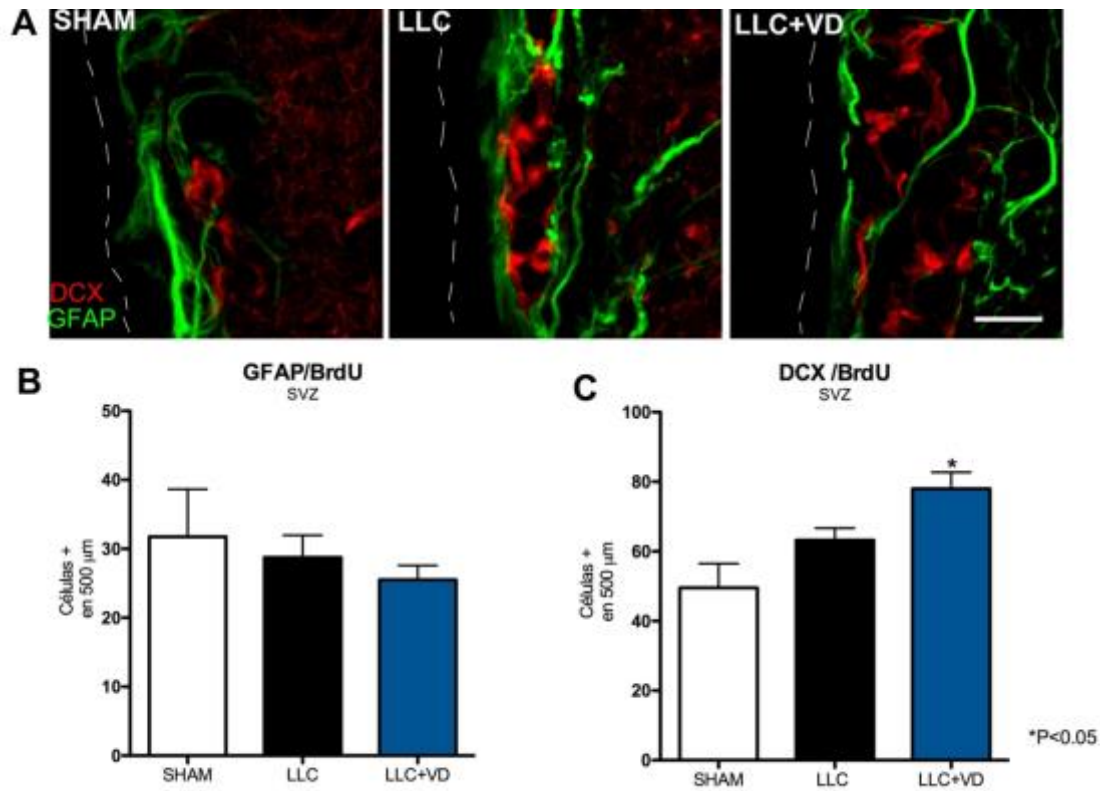 A
SHAM
LLC
LLC+VD
DCX
GFAP
B
GFAP/BrdU
SVZ
50
40
30
20
10
0
Células +
en 500 µm
SHAM
LLC
LLC+VD
C
DCX /BrdU
SVZ
100
80
60
40
20
0
Células +
en 500 µm
*
SHAM
LLC
LLC+VD
*P<0.05